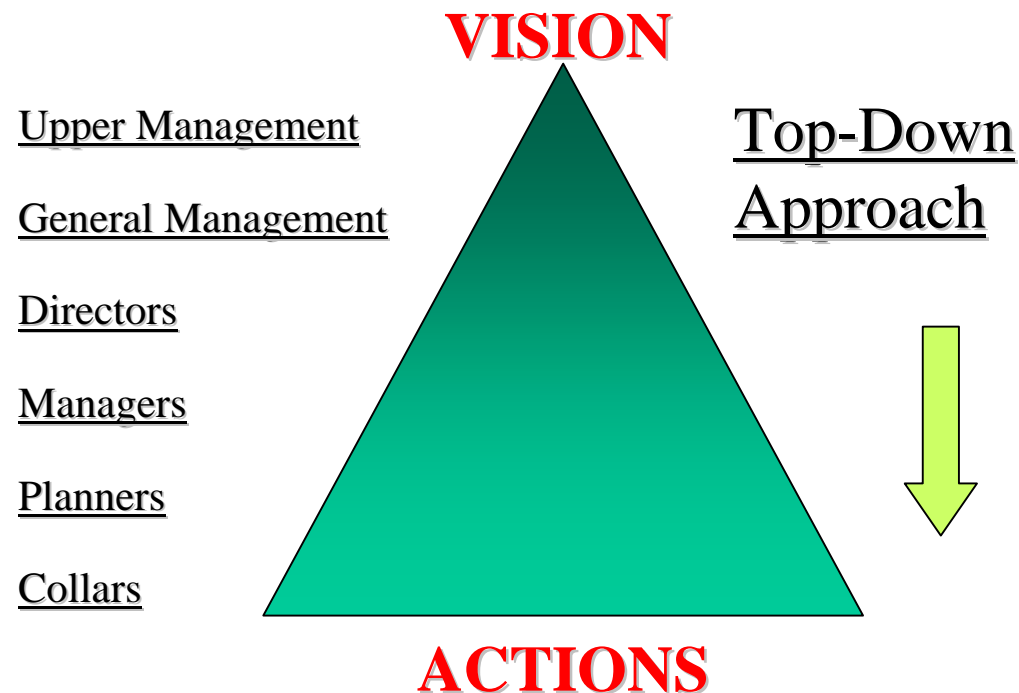 VISION
Upper Management
General Management
Directors
Managers
Planners
Collars
Top-Down
Approach
ACTIONS